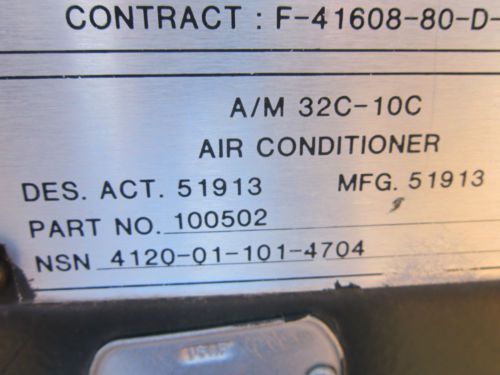 CONTRACT : F-41608-80-D-
A/M 32C-10C
AIR CONDITIONER
DES. ACT. 51913 MFG. 51913
PART NO. 100502
NSN 4120-01-101-4704